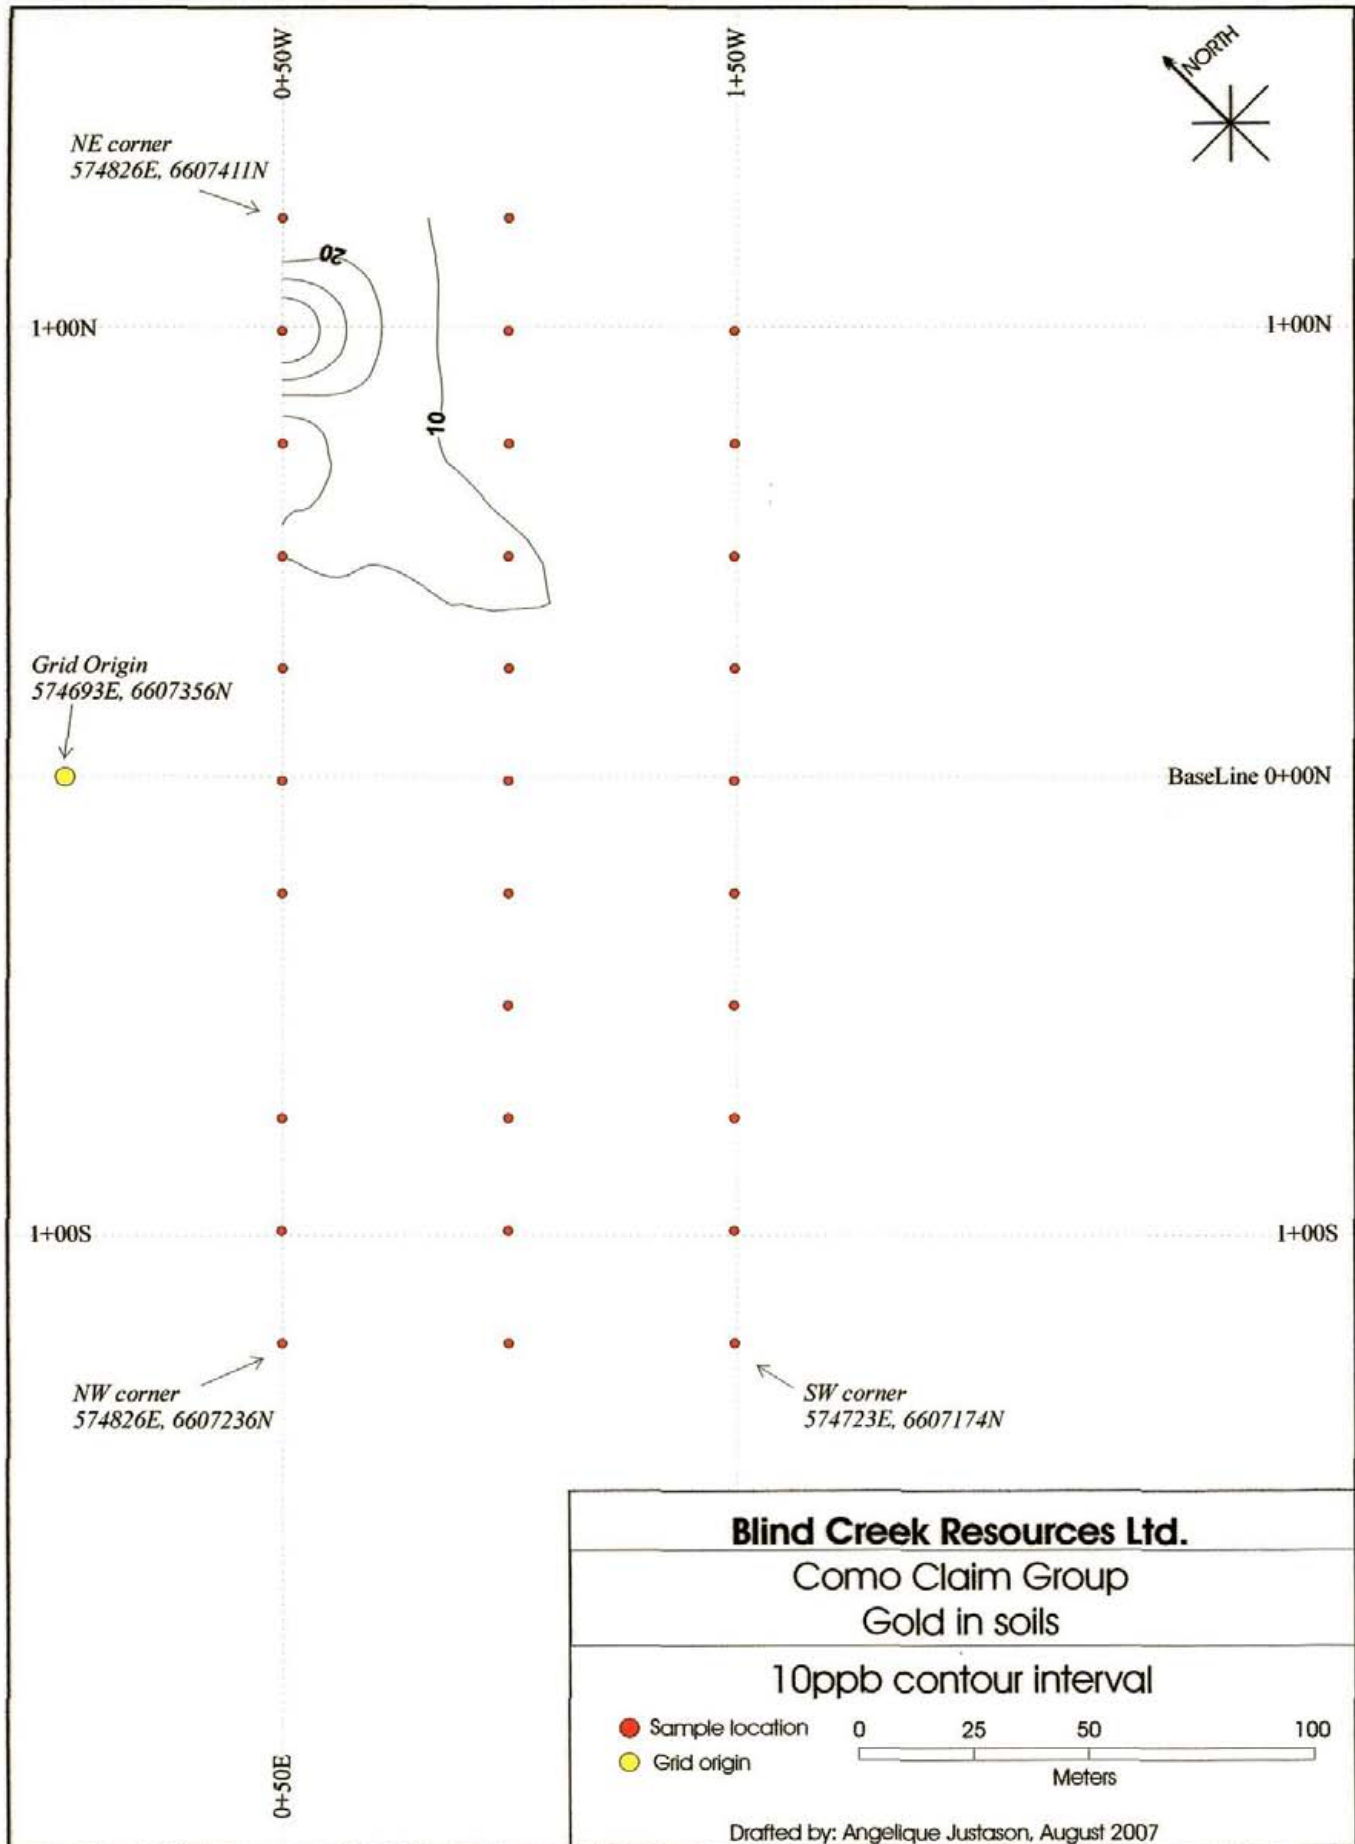 0+50W
1+50W
NORTH
NE corner
574826E, 6607411N
20
1+00N
1+00N
10
Grid Origin
574693E, 6607356N
BaseLine 0+00N
1+00S
1+00S
NW corner
574826E, 6607236N
SW corner
574723E, 6607174N
0+50E
Blind Creek Resources Ltd.
Como Claim Group
Gold in soils
10ppb contour interval
Sample location
Grid origin
0 25 50 100
Meters
Drafted by: Angelique Justason, August 2007